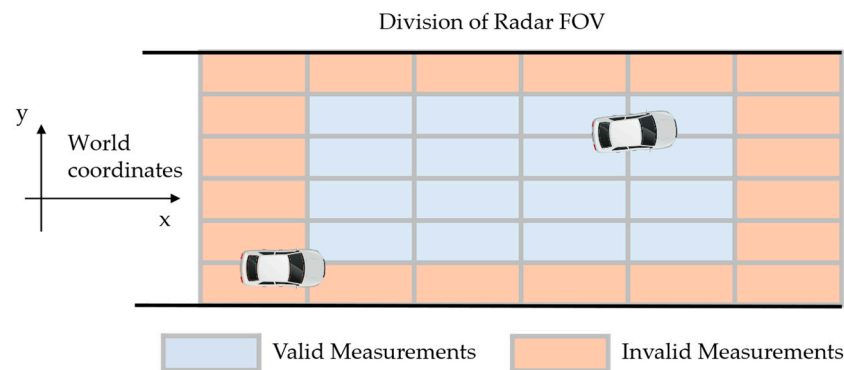 Division of Radar FOV
y
World
coordinates
x
Valid Measurements
Invalid Measurements